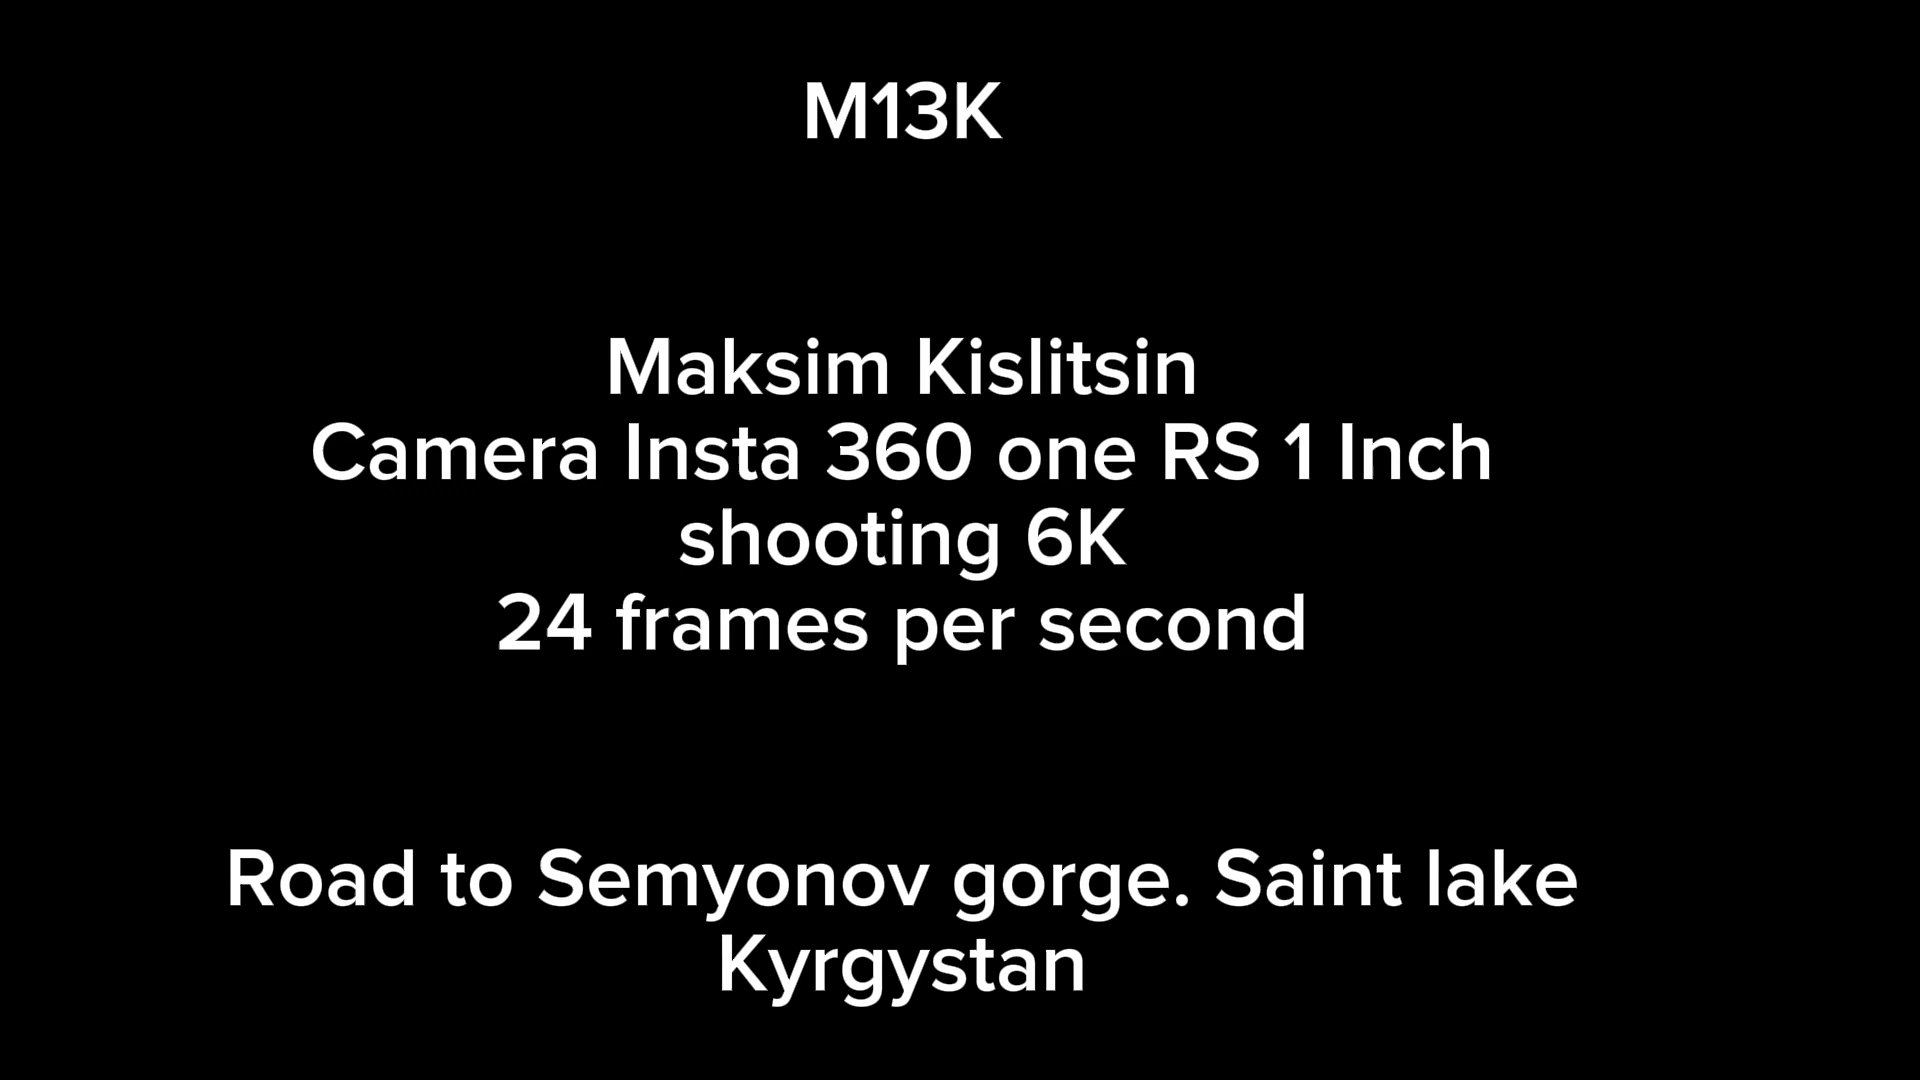 M13K
Maksim Kislitsin
Camera Insta 360 one RS 1 Inch
shooting 6K
24 frames per second
Road to Semyonov gorge. Saint lake
Kyrgystan